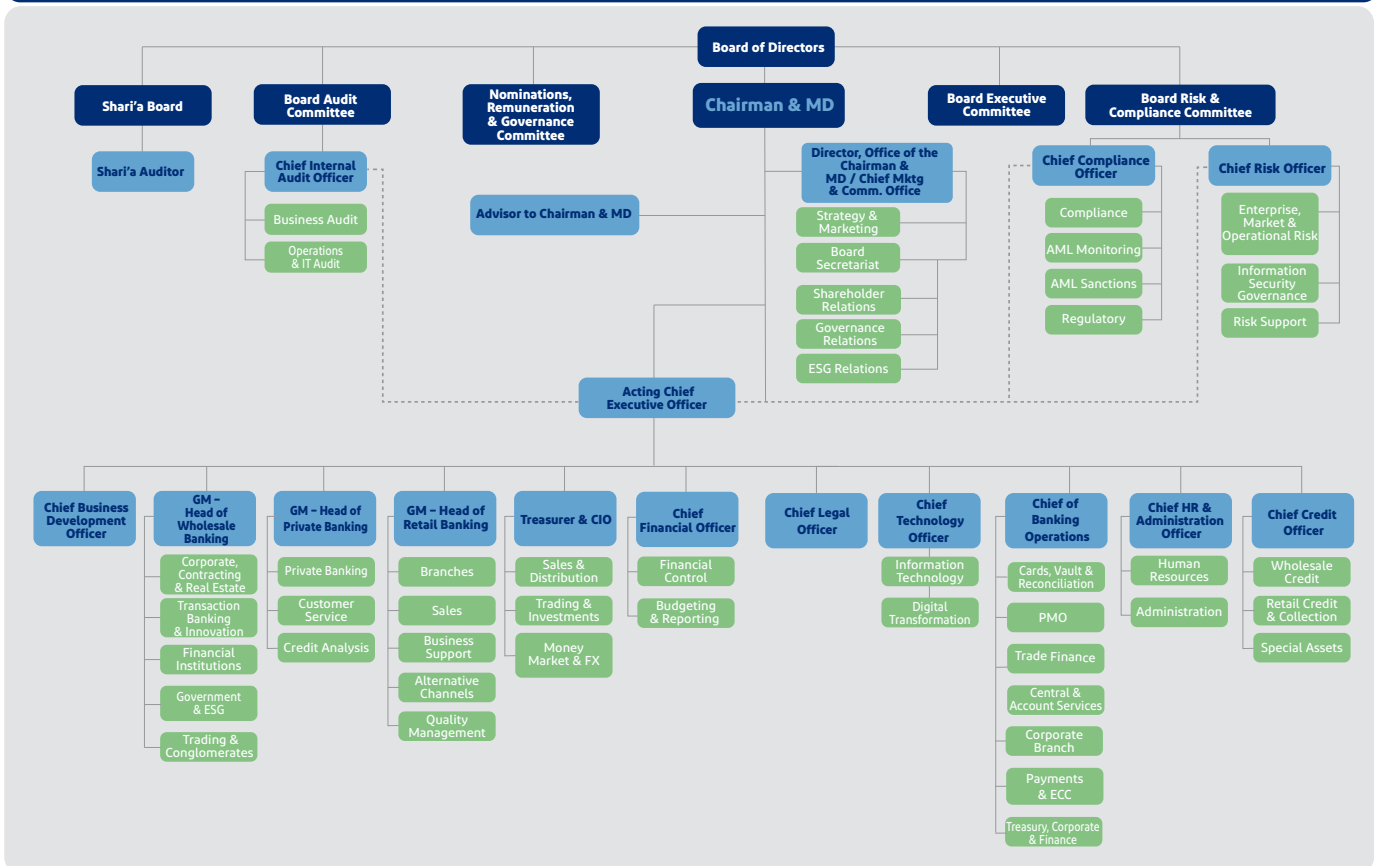 Board of Directors
Shari'a Board
Board Audit
Committee
Nominations,
Remuneration
& Governance
Committee
Chairman & MD
Board Executive
Committee
Board Risk &
Compliance Committee
Shari'a Auditor
Chief Internal
Audit Officer
Business Audit
Operations
& IT Audit
Advisor to Chairman & MD
Director, Office of the
Chairman &
MD / Chief Mktg
& Comm. Office
Strategy &
Marketing
Board
Secretariat
Shareholder
Relations
Governance
Relations
ESG Relations
Chief Compliance
Officer
Compliance
AML Monitoring
AML Sanctions
Regulatory
Chief Risk Officer
Enterprise,
Market &
Operational Risk
Information
Security
Governance
Risk Support
Acting Chief
Executive Officer
Chief Business
Development
Officer
GM –
Head of
Wholesale
Banking
Corporate,
Contracting
& Real Estate
Transaction
Banking
& Innovation
Financial
Institutions
Government
& ESG
Trading &
Conglomerates
GM – Head of
Private Banking
Private Banking
Customer
Service
Credit Analysis
GM – Head of
Retail Banking
Branches
Sales
Business
Support
Alternative
Channels
Quality
Management
Treasurer & CIO
Sales &
Distribution
Trading &
Investments
Money
Market & FX
Chief
Financial Officer
Financial
Control
Budgeting
& Reporting
Chief Legal
Officer
Chief
Technology
Officer
Information
Technology
Digital
Transformation
Chief of
Banking
Operations
Cards, Vault &
Reconciliation
PMO
Trade Finance
Central &
Account Services
Corporate
Branch
Payments
& ECC
Treasury, Corporate
& Finance
Chief HR &
Administration
Officer
Human
Resources
Administration
Chief Credit
Officer
Wholesale
Credit
Retail Credit
& Collection
Special Assets